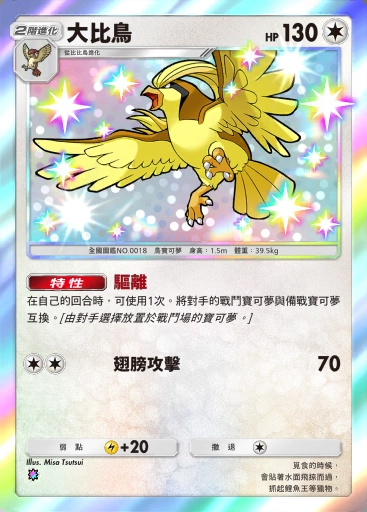 2階進化 大比鳥 HP 130
從比比鳥進化
全國圖鑑NO.0018 鳥寶可夢 身高：1.5m 體重：39.5kg
特性 驅離
在自己的回合時，可使用1次。將對手的戰鬥寶可夢與備戰寶可夢
互換。[由對手選擇放置於戰鬥場的寶可夢。]
翅膀攻擊 70
弱點 +20 撤退
Illus. Misa Tsutsui
覓食的時候，
會貼著水面飛掠而過，
抓起鯉魚王等獵物。